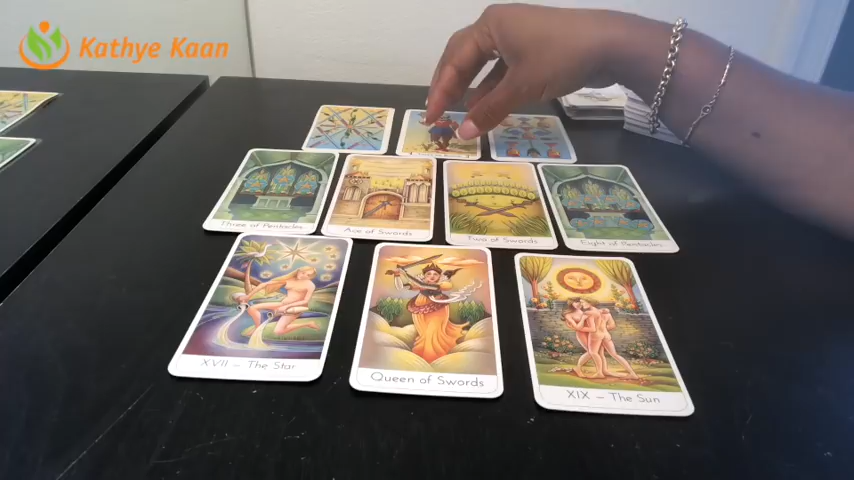 Kathye Kaan
Three of Pentacles
Ace of Swords
Two of Swords
Eight of Pentacles
XVII - The Star
Queen of Swords
XIX - The Sun